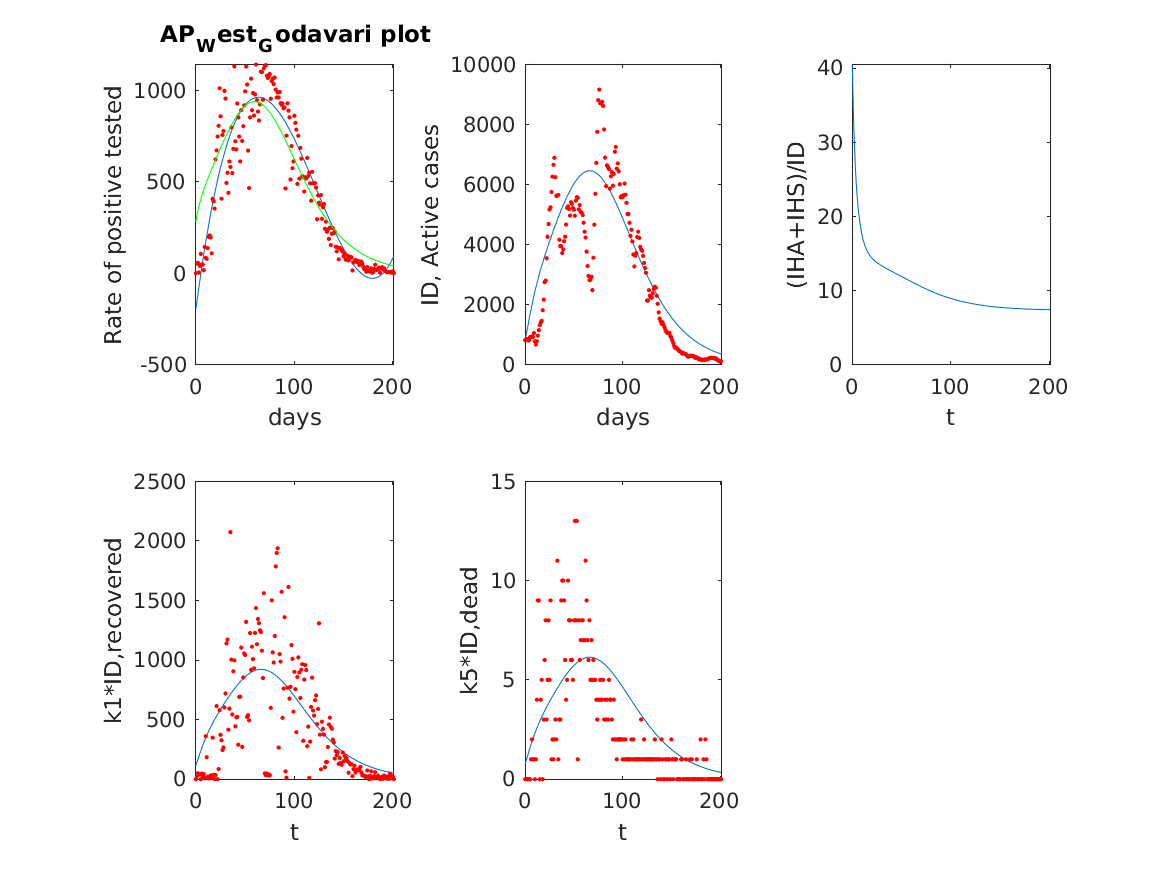 AP_West_Godavari plot
Rate of positive tested
1000
500
0
-500
0 100 200
days
ID, Active cases
10000
8000
6000
4000
2000
0
0 100 200
days
(IHA+IHS)/ID
40
30
20
10
0
0 100 200
t
k1*ID,recovered
2500
2000
1500
1000
500
0
0 100 200
t
k5*ID,dead
15
10
5
0
0 100 200
t